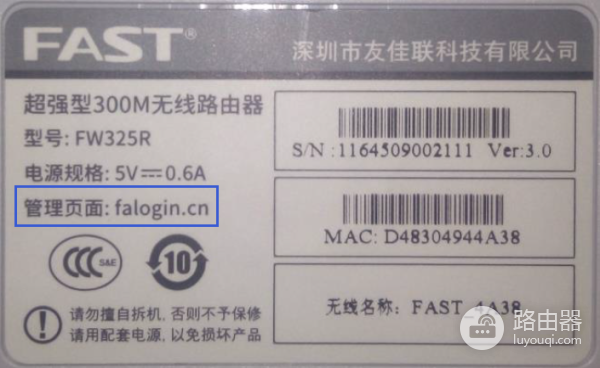 FAST®
深圳市友佳联科技有限公司
超强型300M无线路由器
型号: FW325R
电源规格: 5V⎓0.6A
管理页面: falogin.cn
CCC S&E
10
请勿擅自拆机, 否则不予保修
请用配套电源, 以免损坏产品
S/N :1164509002111 Ver:3.0
MAC: D48304944A38
无线名称: FAST_4A38
路由器
luyouqi.com